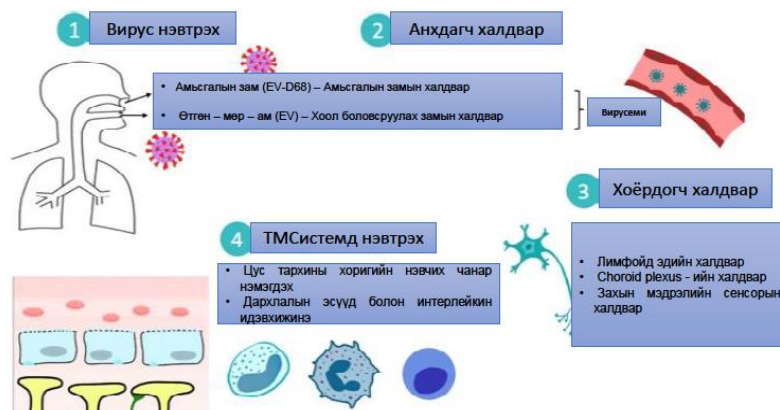 1 Вирус нэвтрэх
2 Анхдагч халдвар
• Амьсгалын зам (EV-D68) – Амьсгалын замын халдвар
• Өтгөн – мөр – ам (EV) – Хоол боловсруулах замын халдвар
Вирусеми
3 Хоёрдогч халдвар
• Лимфойд эдийн халдвар
• Choroid plexus - ийн халдвар
• Захын мэдрэлийн сенсорын
халдвар
4 ТМСистемд нэвтрэх
• Цус тархины хоригийн нэвчих чанар
нэмэгдэх
• Дархлалын эсүүд болон интерлейкин
идэвхижинэ